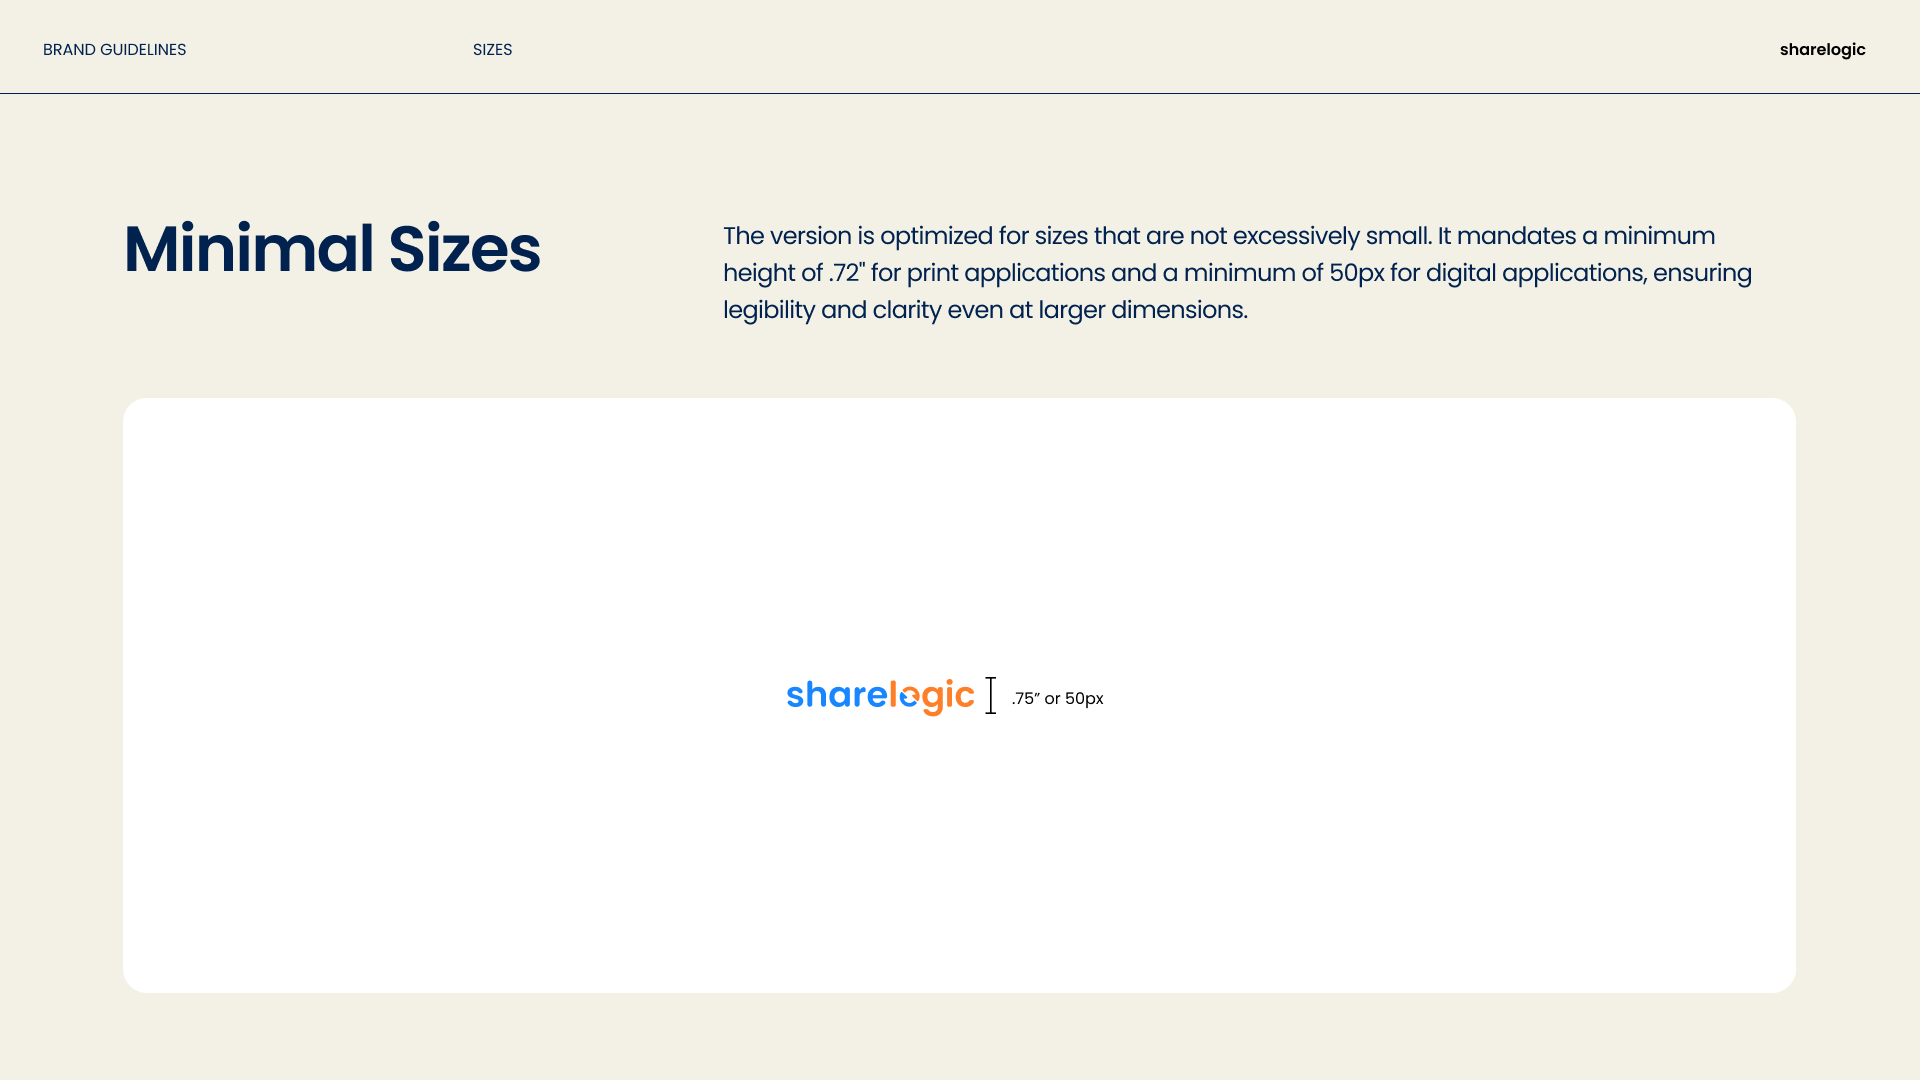 BRAND GUIDELINES
SIZES
sharelogic
Minimal Sizes
The version is optimized for sizes that are not excessively small. It mandates a minimum
height of .72" for print applications and a minimum of 50px for digital applications, ensuring
legibility and clarity even at larger dimensions.
sharelogic
.75” or 50px